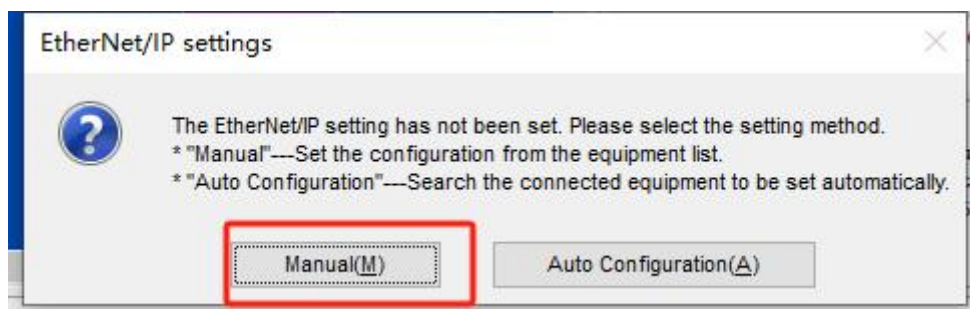 EtherNet/IP settings
The EtherNet/IP setting has not been set. Please select the setting method.
* "Manual"---Set the configuration from the equipment list.
* "Auto Configuration"---Search the connected equipment to be set automatically.
Manual(M) Auto Configuration(A)